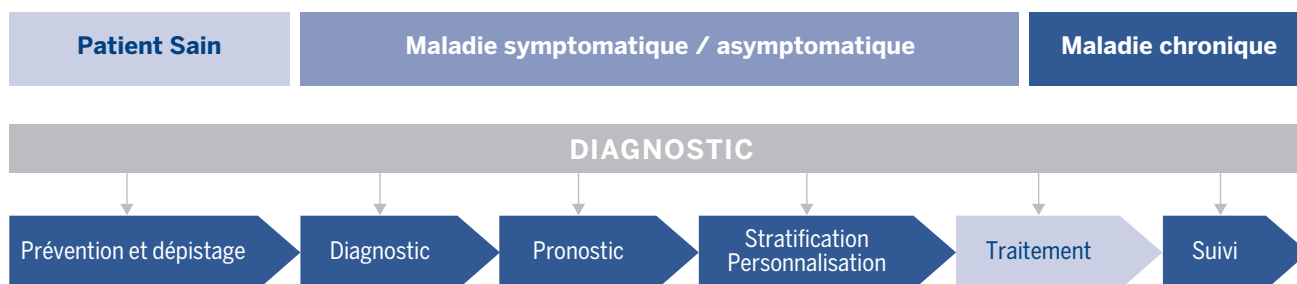 Patient Sain
Maladie symptomatique / asymptomatique
Maladie chronique
DIAGNOSTIC
Prévention et dépistage
Diagnostic
Pronostic
Stratification
Personnalisation
Traitement
Suivi